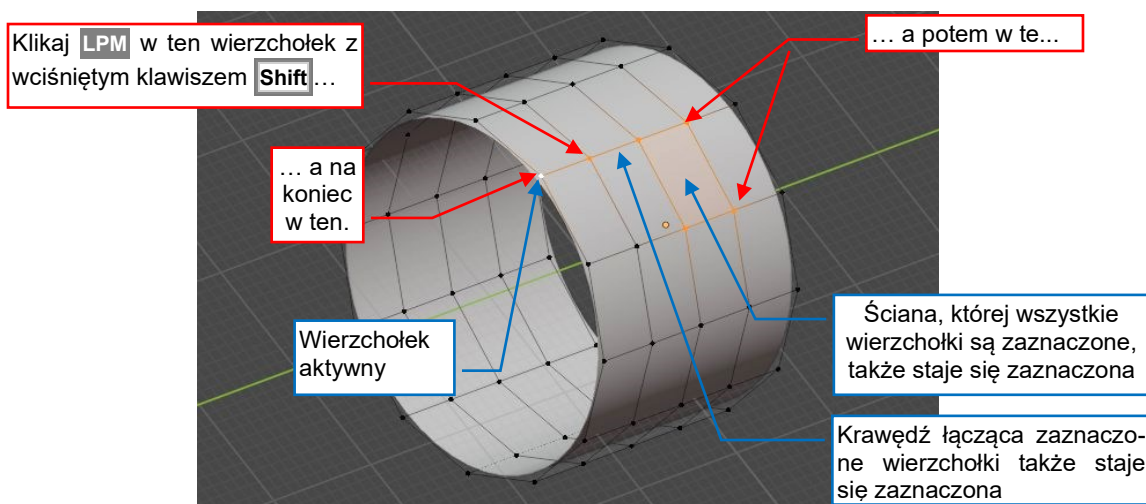 Klikaj LPM w ten wierzchołek z
wciśniętym klawiszem Shift…
… a potem w te...
… a na
koniec
w ten.
Wierzchołek
aktywny
Ściana, której wszystkie
wierzchołki są zaznaczone,
także staje się zaznaczona
Krawędź łącząca zaznaczo-
ne wierzchołki także staje
się zaznaczona